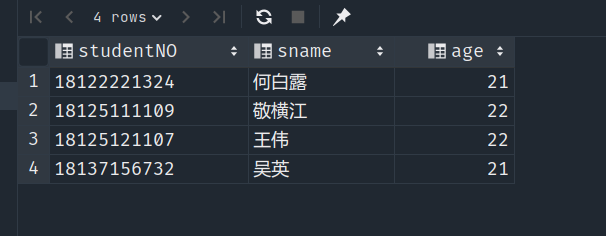 4 rows
studentNO sname age
1 18122221324 何白露 21
2 18125111109 敬横江 22
3 18125121107 王伟 22
4 18137156732 吴英 21